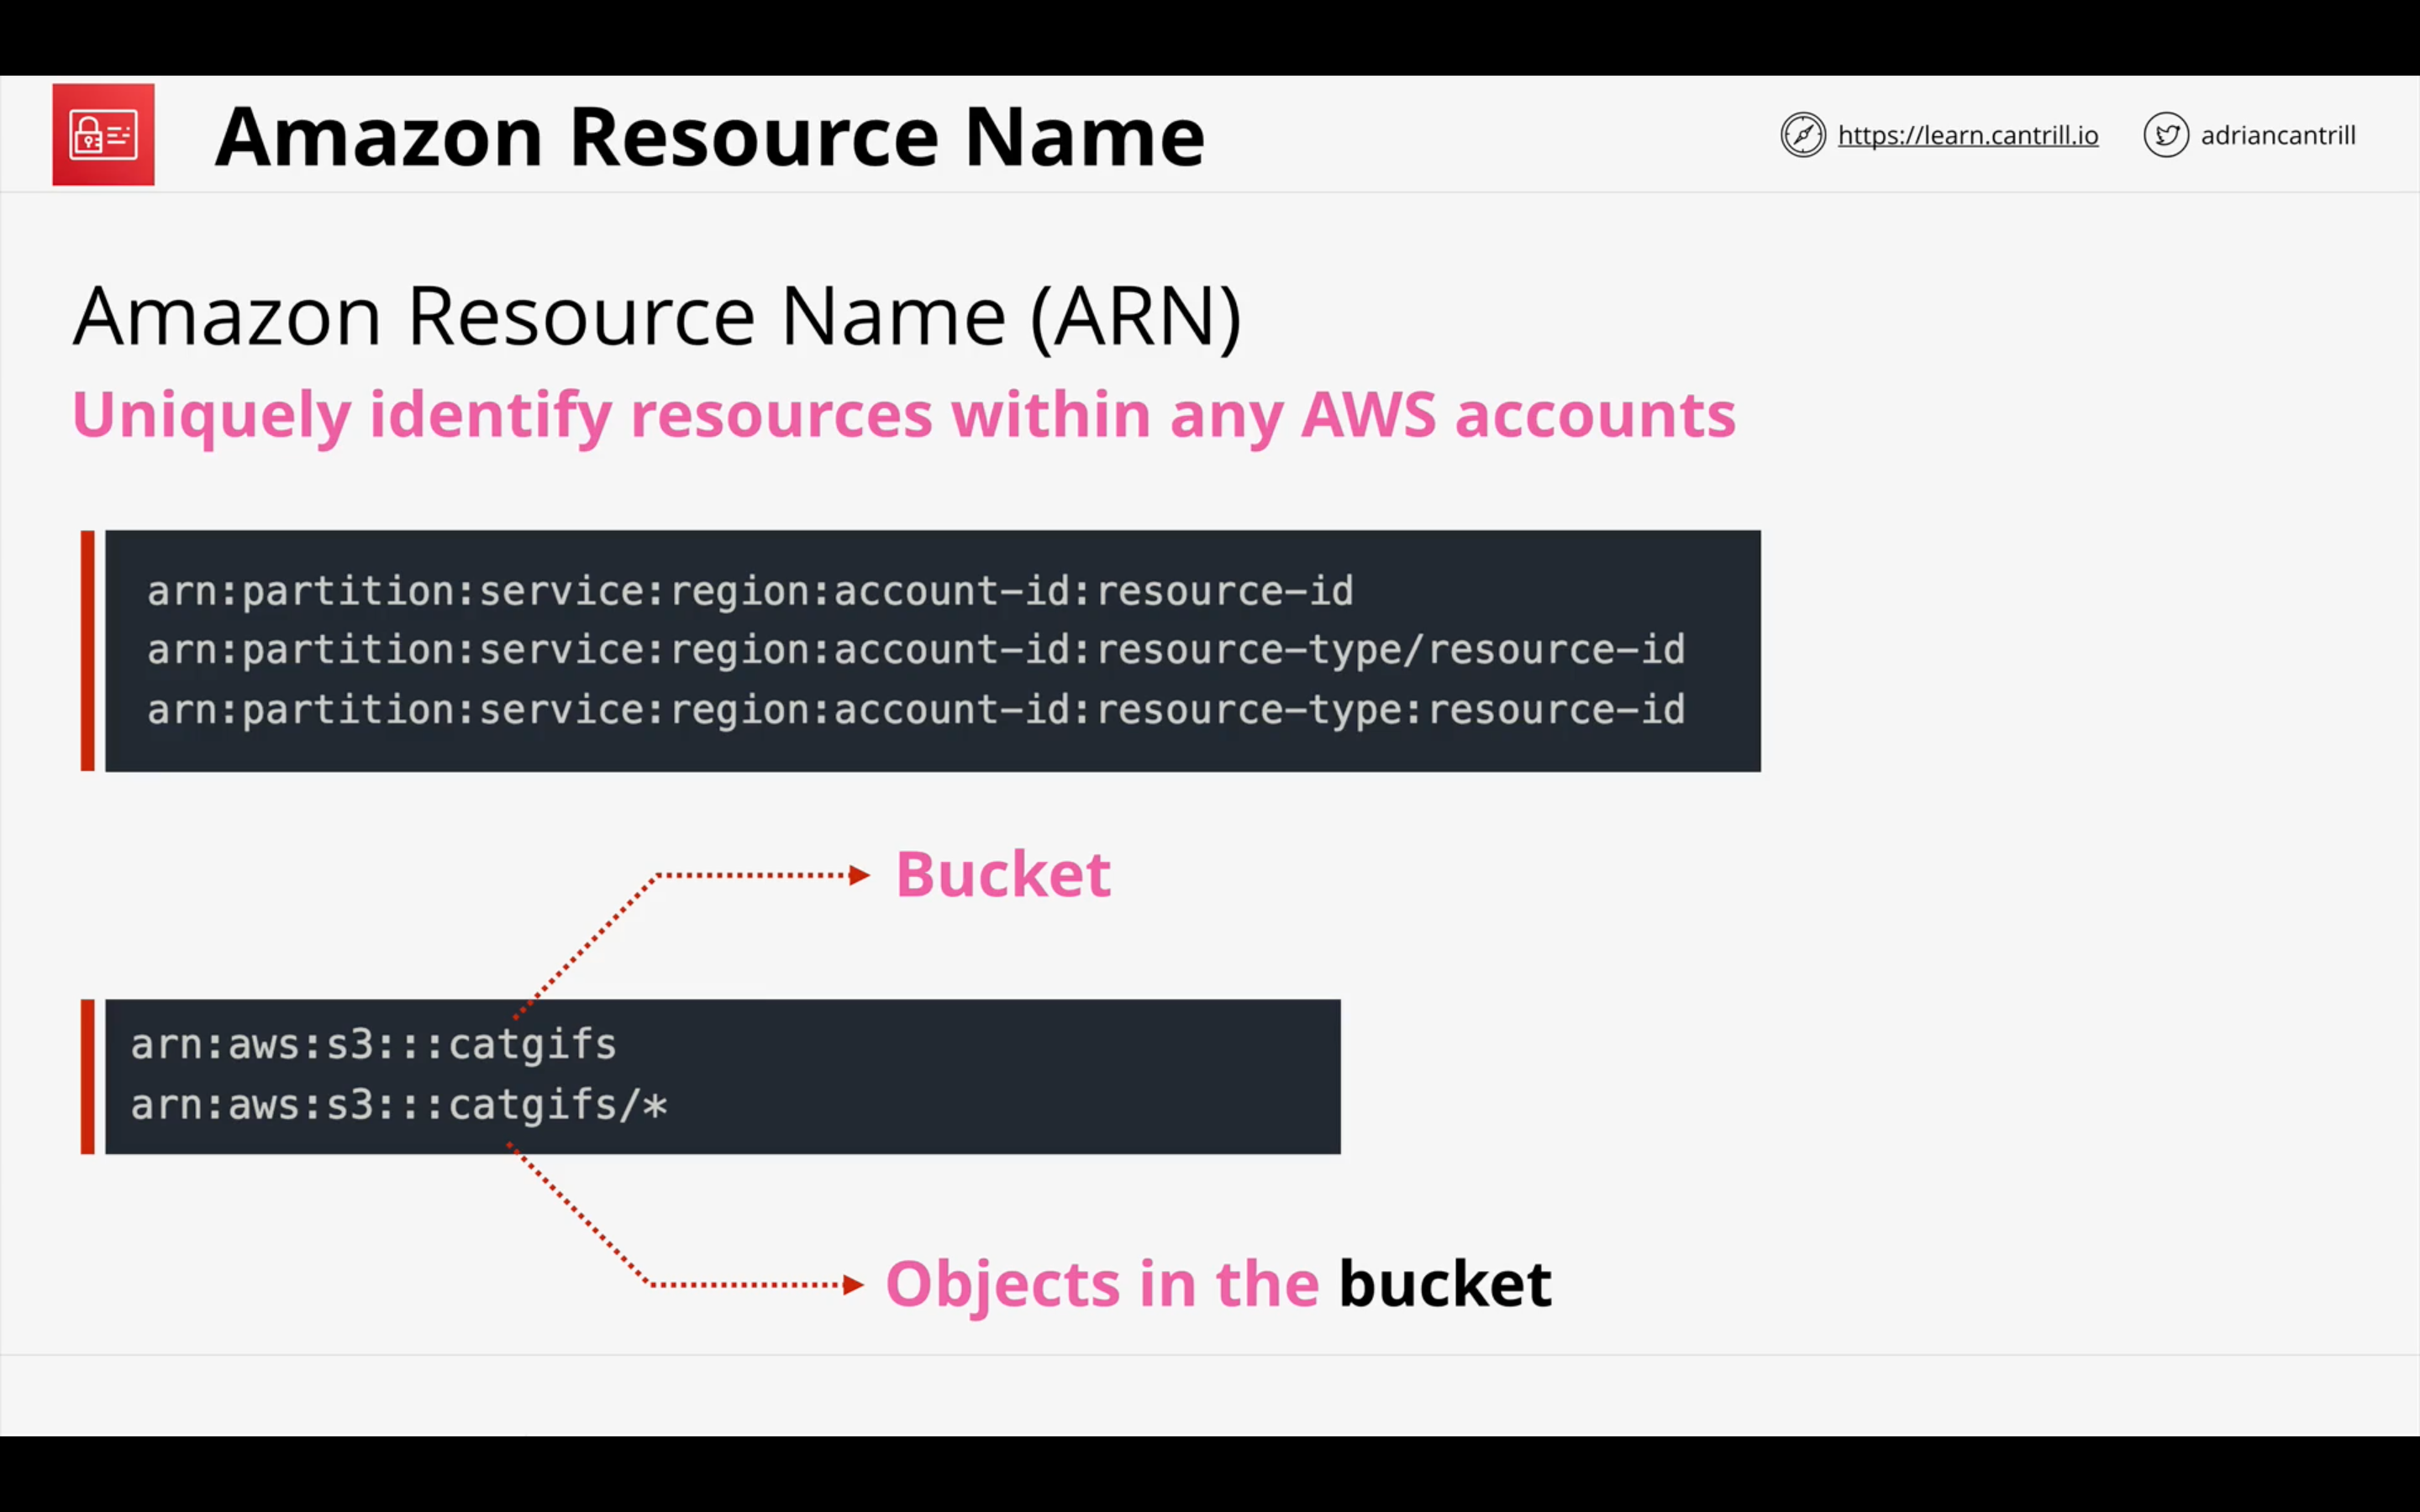 Amazon Resource Name
https://learn.cantrill.io
adriancantrill
Amazon Resource Name (ARN)
Uniquely identify resources within any AWS accounts
arn:partition:service:region:account-id:resource-id
arn:partition:service:region:account-id:resource-type/resource-id
arn:partition:service:region:account-id:resource-type:resource-id
Bucket
arn:aws:s3:::catgifs
arn:aws:s3:::catgifs/*
Objects in the bucket